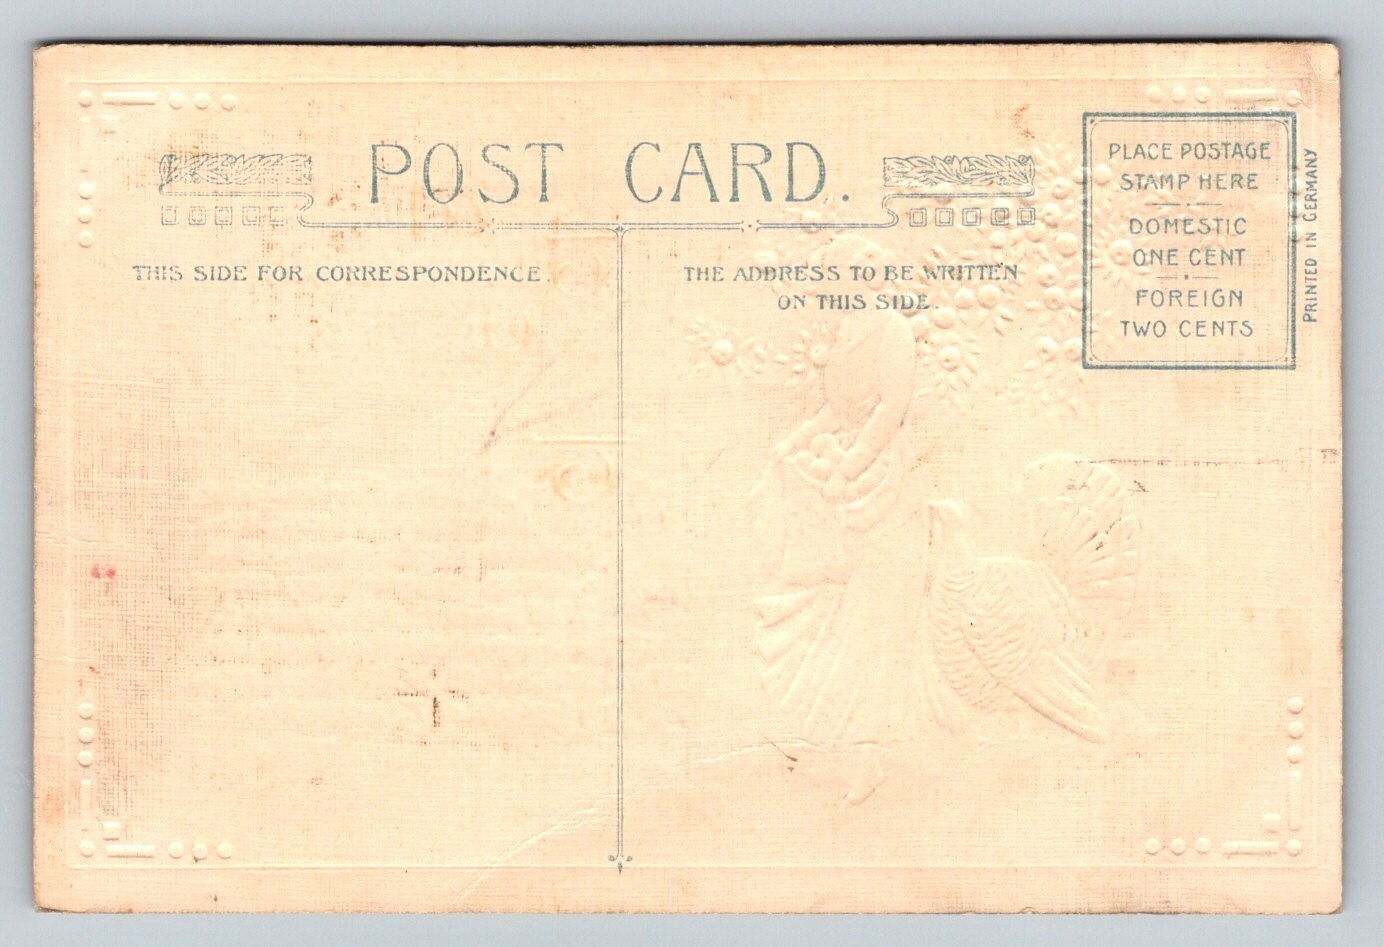 POST CARD.
THIS SIDE FOR CORRESPONDENCE.
THE ADDRESS TO BE WRITTEN
ON THIS SIDE.
PLACE POSTAGE
STAMP HERE
DOMESTIC
ONE CENT
FOREIGN
TWO CENTS
PRINTED IN GERMANY